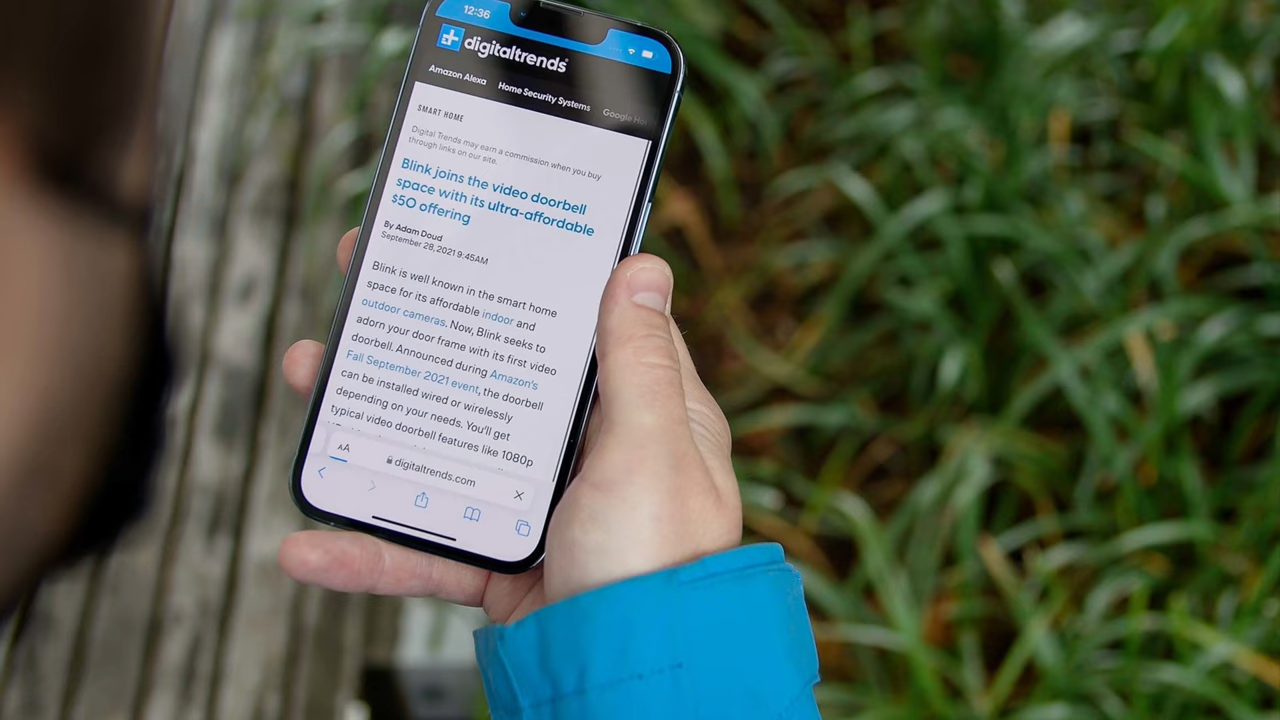 12:36
digitaltrends
Amazon Alexa Home Security Systems Google
SMART HOME
Digital Trends may earn a commission when you buy
through links on our site.
Blink joins the video doorbell
space with its ultra-affordable
$50 offering
By Adam Doud
September 28, 2021 9:45AM
Blink is well known in the smart home
space for its affordable indoor and
outdoor cameras. Now, Blink seeks to
adorn your door frame with its first video
doorbell. Announced during Amazon's
Fall September 2021 event, the doorbell
can be installed wired or wirelessly
depending on your needs. You'll get
typical video doorbell features like 1080p
AA digitaltrends.com